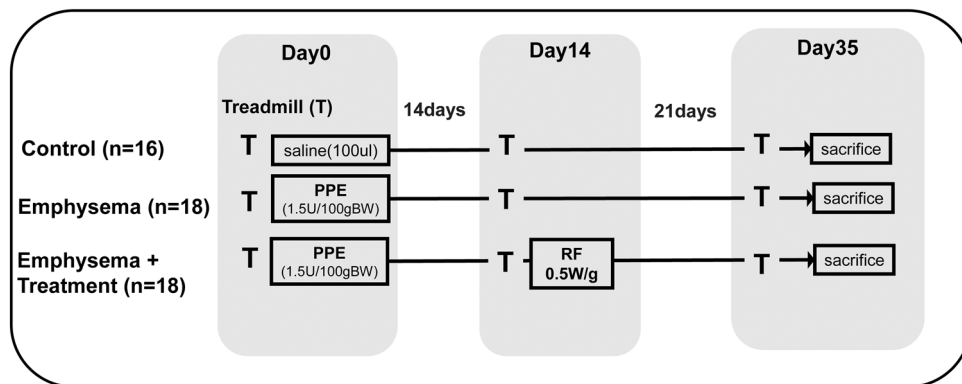 Day0
Day14
Day35
Treadmill (T)
14days
21days
Control (n=16)
T
saline(100ul)
T
T
sacrifice
Emphysema (n=18)
T
PPE
(1.5U/100gBW)
T
T
sacrifice
Emphysema +
Treatment (n=18)
T
PPE
(1.5U/100gBW)
T
RF
0.5W/g
T
sacrifice